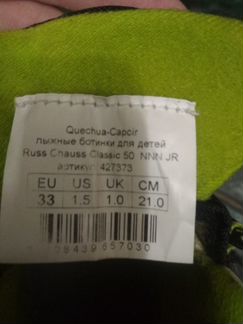 Quechua-Capcir
лыжные ботинки для детей
Russ Chauss Classic 50 NNN JR
артикул 427373
EU US UK CM
33 1.5 1.0 21.0